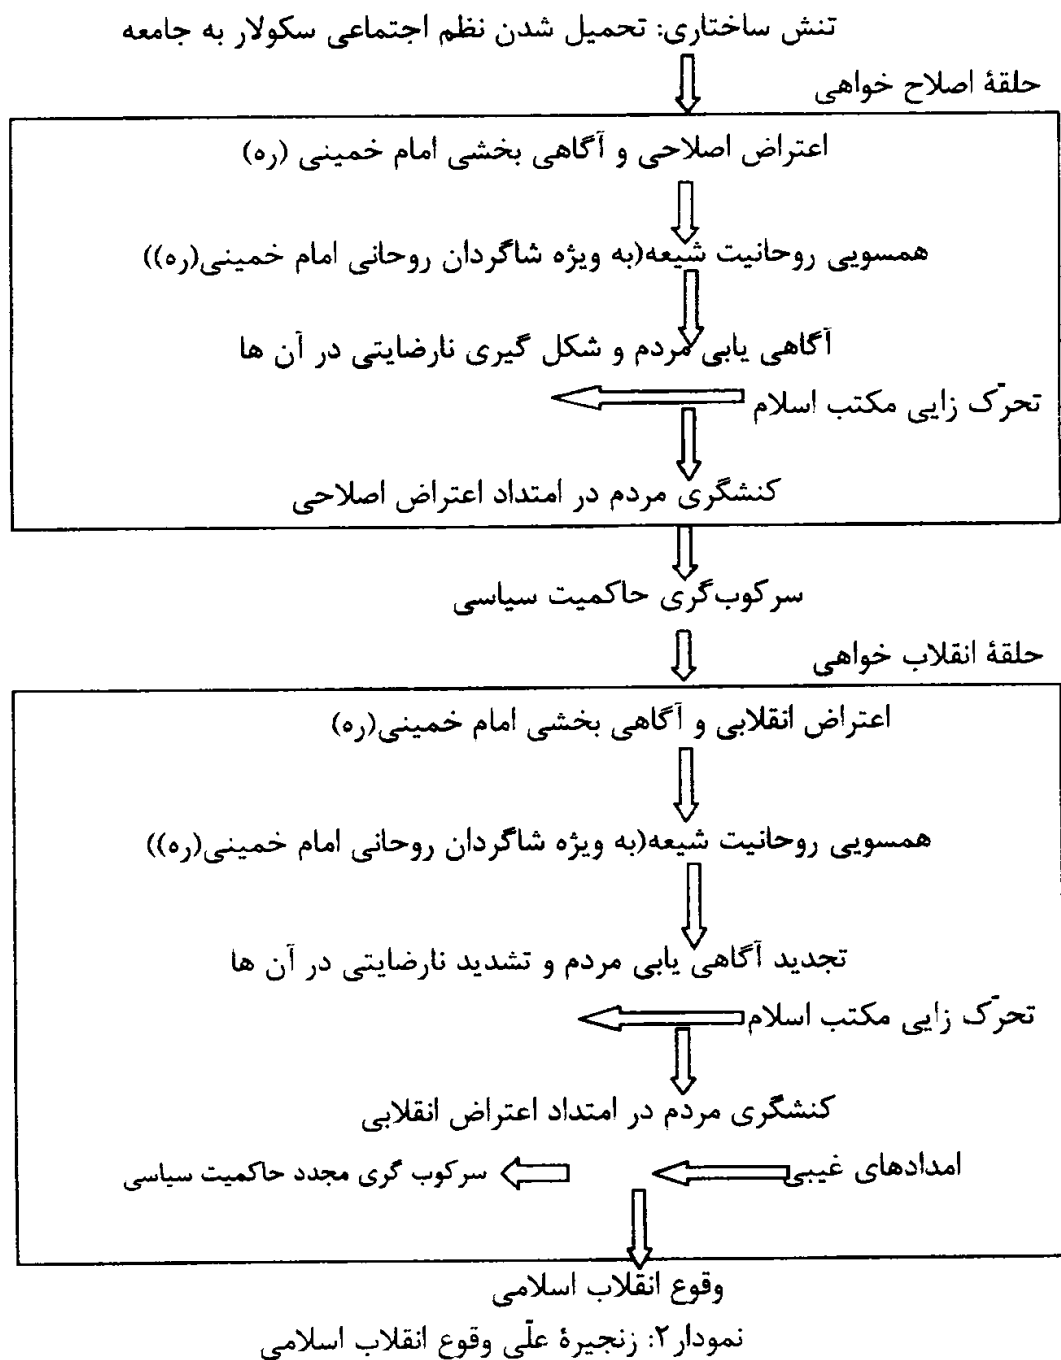 تنش ساختاری: تحمیل شدن نظم اجتماعی سکولار به جامعه
حلقۀ اصلاح خواهی
اعتراض اصلاحی و آگاهی بخشی امام خمینی (ره)
همسویی روحانیت شیعه(به ویژه شاگردان روحانی امام خمینی(ره))
آگاهی یابی مردم و شکل گیری نارضایتی در آن ها
تحرّک زایی مکتب اسلام
کنشگری مردم در امتداد اعتراض اصلاحی
سرکوب‌گری حاکمیت سیاسی
حلقۀ انقلاب خواهی
اعتراض انقلابی و آگاهی بخشی امام خمینی(ره)
همسویی روحانیت شیعه(به ویژه شاگردان روحانی امام خمینی(ره))
تجدید آگاهی یابی مردم و تشدید نارضایتی در آن ها
تحرّک زایی مکتب اسلام
کنشگری مردم در امتداد اعتراض انقلابی
امدادهای غیبی
سرکوب گری مجدد حاکمیت سیاسی
وقوع انقلاب اسلامی
نمودار۲: زنجیرۀ علّی وقوع انقلاب اسلامی